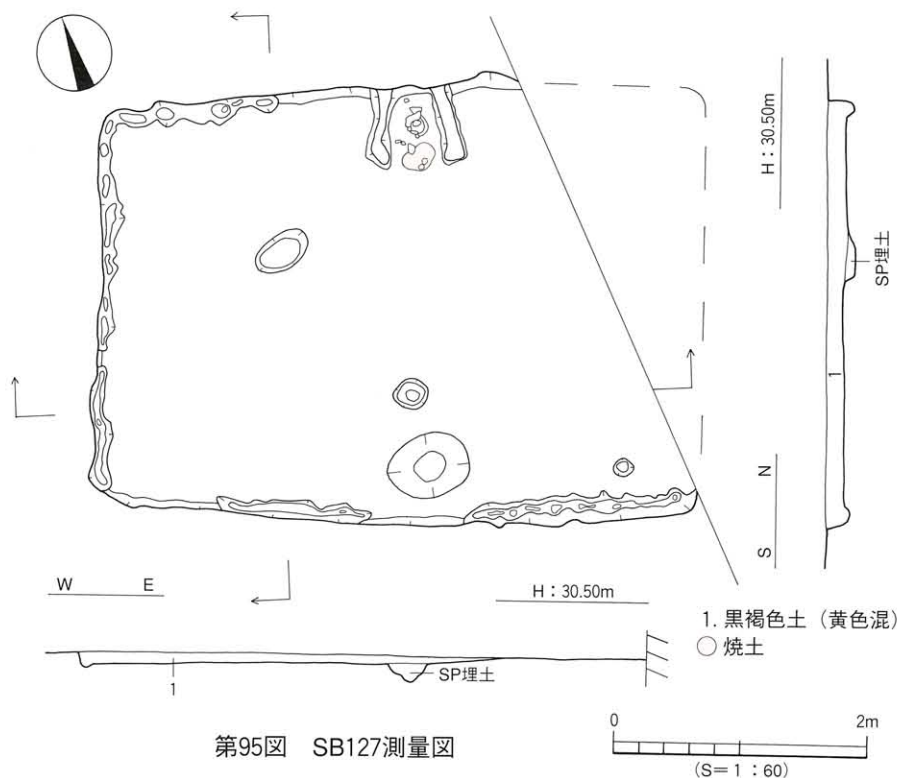 H：30.50m
SP埋土
1
N
S
W E
H：30.50m
1. 黒褐色土（黄色混）
焼土
SP埋土
1
0 2m
(S=1：60)
第95図 SB127測量図